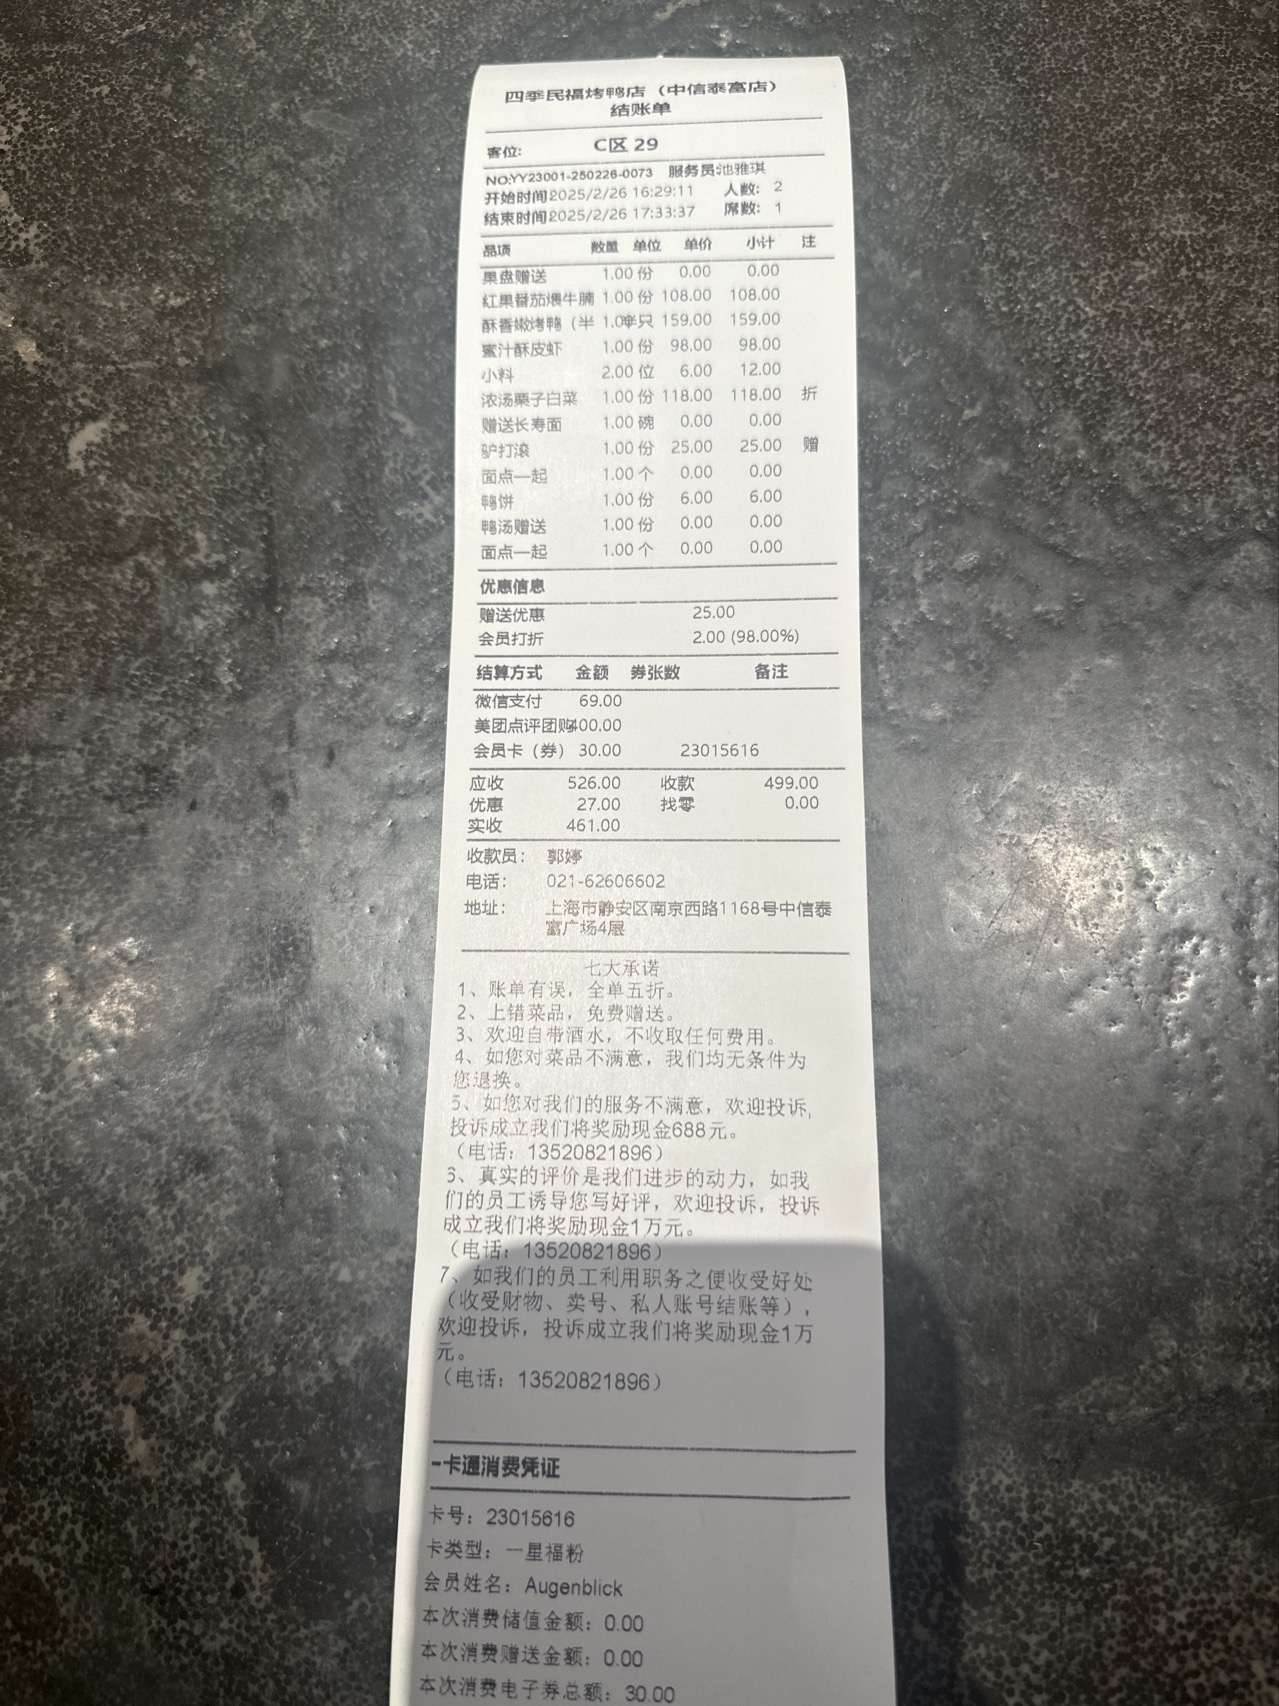 四季民福烤鸭店（中信泰富店）
结账单
客位: C区 29
NO:YY23001-250226-0073 服务员:池雅琪
开始时间2025/2/26 16:29:11 人数: 2
结束时间2025/2/26 17:33:37 席数: 1
品项 数量 单位 单价 小计 注
果盘赠送 1.00 份 0.00 0.00
红果番茄煨牛腩 1.00 份 108.00 108.00
酥香嫩烤鸭（半 1.00半只 159.00 159.00
蜜汁酥皮虾 1.00 份 98.00 98.00
小料 2.00 位 6.00 12.00
浓汤栗子白菜 1.00 份 118.00 118.00 折
赠送长寿面 1.00 碗 0.00 0.00
驴打滚 1.00 份 25.00 25.00 赠
面点一起 1.00 个 0.00 0.00
鸭饼 1.00 份 6.00 6.00
鸭汤赠送 1.00 份 0.00 0.00
面点一起 1.00 个 0.00 0.00
优惠信息
赠送优惠 25.00
会员打折 2.00 (98.00%)
结算方式 金额 券张数 备注
微信支付 69.00
美团点评团购400.00
会员卡（券） 30.00 23015616
应收 526.00 收款 499.00
优惠 27.00 找零 0.00
实收 461.00
收款员: 郭婷
电话: 021-62606602
地址: 上海市静安区南京西路1168号中信泰
富广场4层
七大承诺
1、账单有误，全单五折。
2、上错菜品，免费赠送。
3、欢迎自带酒水，不收取任何费用。
4、如您对菜品不满意，我们均无条件为
您退换。
5、如您对我们的服务不满意，欢迎投诉,
投诉成立我们将奖励现金688元。
（电话：13520821896）
6、真实的评价是我们进步的动力，如我
们的员工诱导您写好评，欢迎投诉，投诉
成立我们将奖励现金1万元。
（电话：13520821896）
7、如我们的员工利用职务之便收受好处
（收受财物、卖号、私人账号结账等），
欢迎投诉，投诉成立我们将奖励现金1万
元。
（电话：13520821896）
一卡通消费凭证
卡号：23015616
卡类型：一星福粉
会员姓名：Augenblick
本次消费储值金额：0.00
本次消费赠送金额：0.00
本次消费电子券总额：30.00